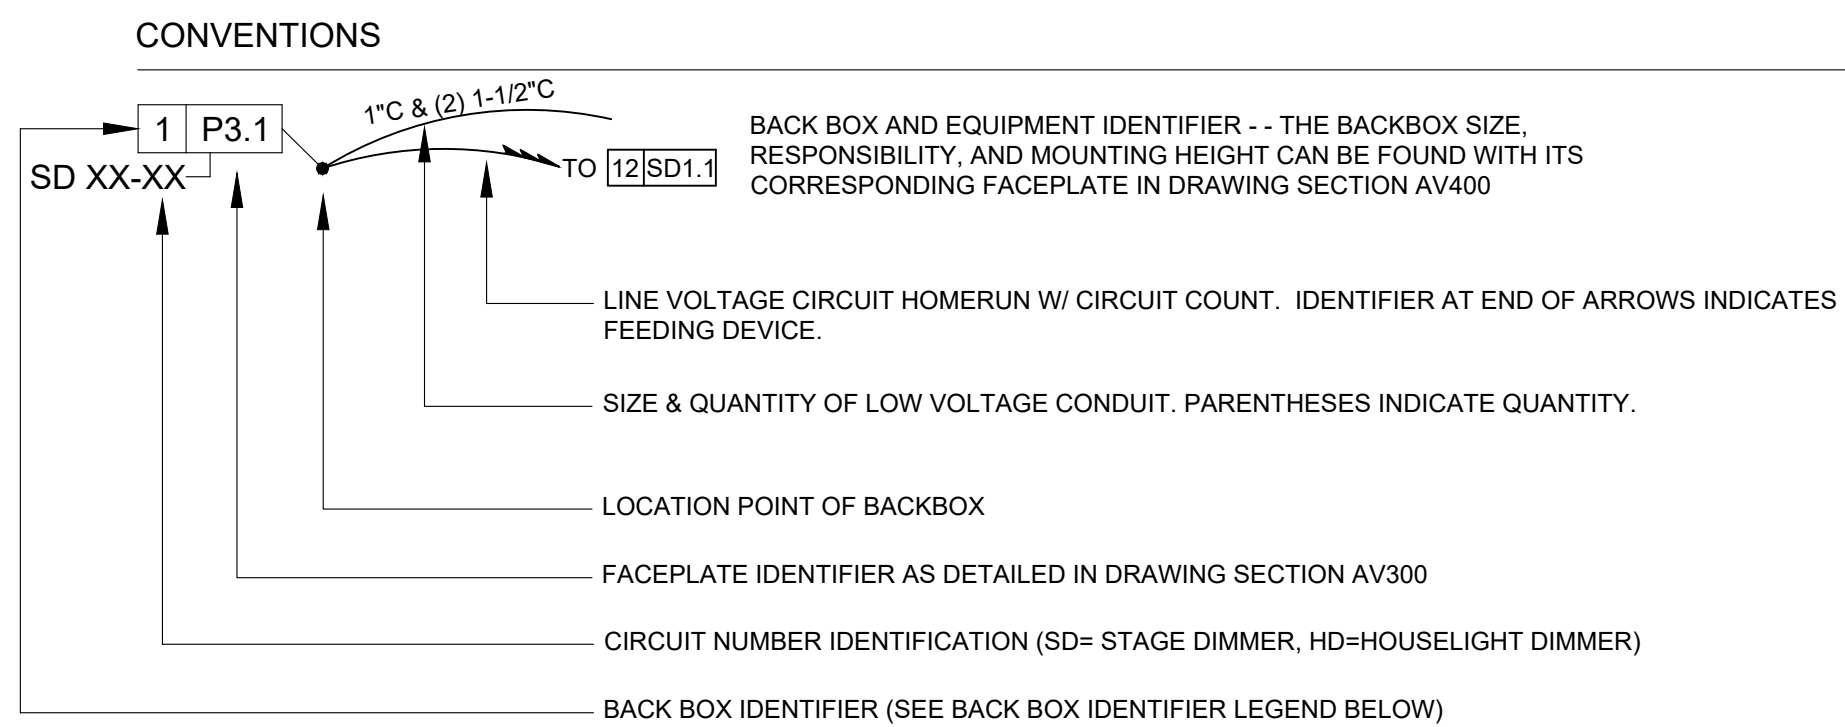 CONVENTIONS
1"C & (2) 1-1/2"C
1 P3.1
SD XX-XX
TO 12 SD1.1
BACK BOX AND EQUIPMENT IDENTIFIER - - THE BACKBOX SIZE,
RESPONSIBILITY, AND MOUNTING HEIGHT CAN BE FOUND WITH ITS
CORRESPONDING FACEPLATE IN DRAWING SECTION AV400
LINE VOLTAGE CIRCUIT HOMERUN W/ CIRCUIT COUNT. IDENTIFIER AT END OF ARROWS INDICATES
FEEDING DEVICE.
SIZE & QUANTITY OF LOW VOLTAGE CONDUIT. PARENTHESES INDICATE QUANTITY.
LOCATION POINT OF BACKBOX
FACEPLATE IDENTIFIER AS DETAILED IN DRAWING SECTION AV300
CIRCUIT NUMBER IDENTIFICATION (SD= STAGE DIMMER, HD=HOUSELIGHT DIMMER)
BACK BOX IDENTIFIER (SEE BACK BOX IDENTIFIER LEGEND BELOW)